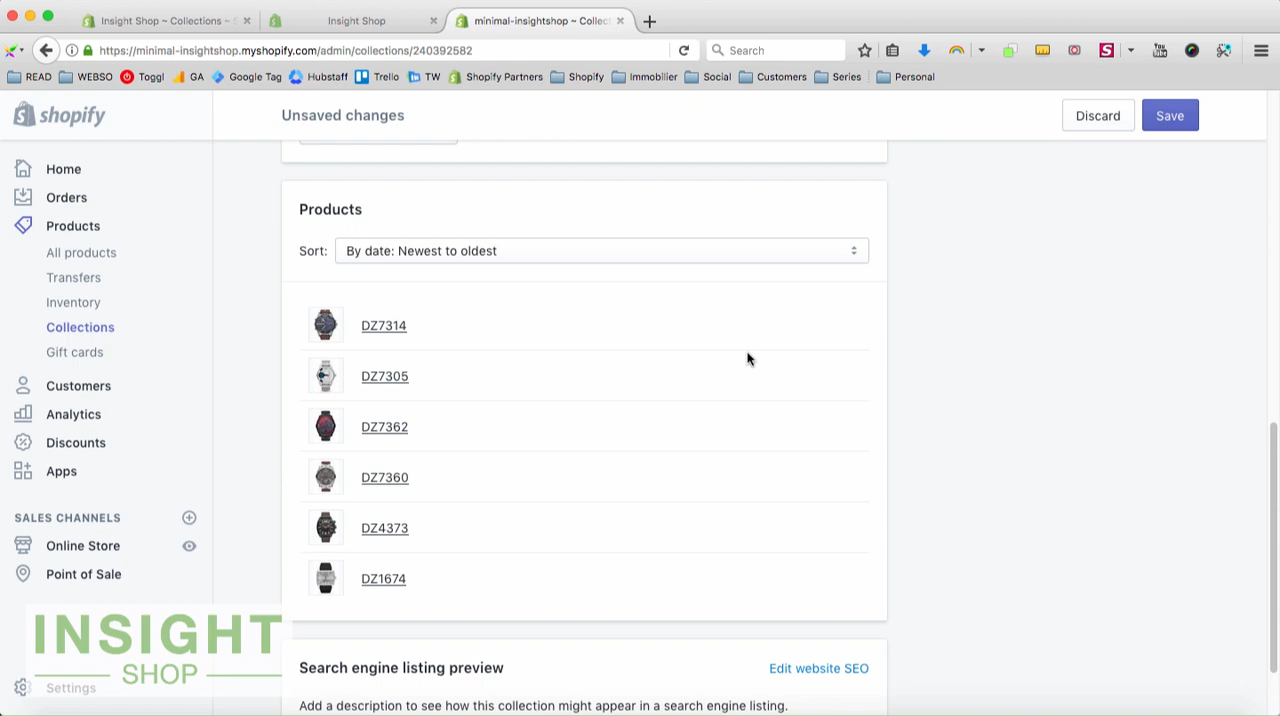 Insight Shop ~ Collections ~
Insight Shop
minimal-insightshop ~ Collect
https://minimal-insightshop.myshopify.com/admin/collections/240392582
Search
READ
WEBSO
Toggl
GA
Google Tag
Hubstaff
Trello
TW
Shopify Partners
Shopify
Immobilier
Social
Customers
Series
Personal
shopify
Unsaved changes
Discard
Save
Home
Orders
Products
All products
Transfers
Inventory
Collections
Gift cards
Customers
Analytics
Discounts
Apps
SALES CHANNELS
Online Store
Point of Sale
Settings
Products
Sort: By date: Newest to oldest
DZ7314
DZ7305
DZ7362
DZ7360
DZ4373
DZ1674
Search engine listing preview
Edit website SEO
Add a description to see how this collection might appear in a search engine listing.
INSIGHT
SHOP